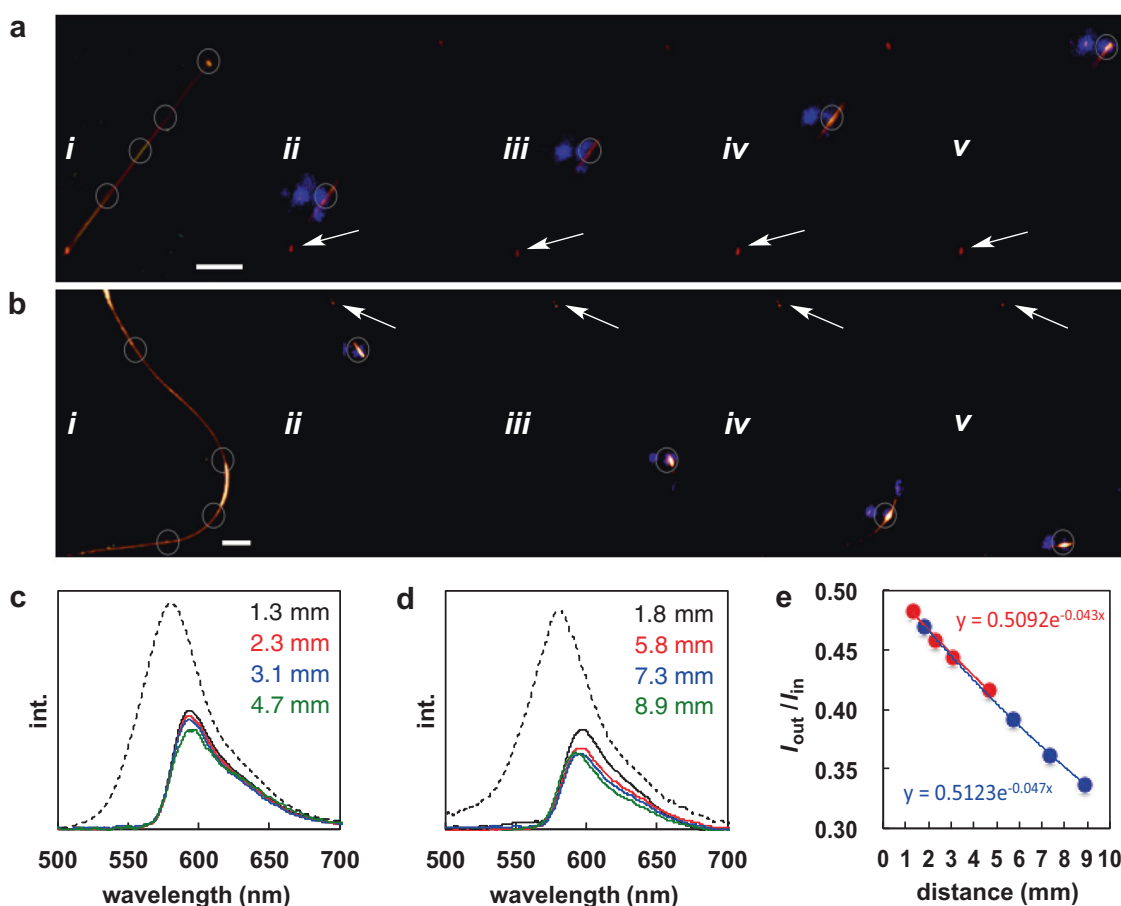 a
i
ii
iii
iv
v
b
i
ii
iii
iv
v
c
int.
1.3 mm
2.3 mm
3.1 mm
4.7 mm
500 550 600 650 700
wavelength (nm)
d
int.
1.8 mm
5.8 mm
7.3 mm
8.9 mm
500 550 600 650 700
wavelength (nm)
e
I_out / I_in
0.50
0.45
0.40
0.35
0.30
y = 0.5092e^-0.043x
y = 0.5123e^-0.047x
0 1 2 3 4 5 6 7 8 9 10
distance (mm)